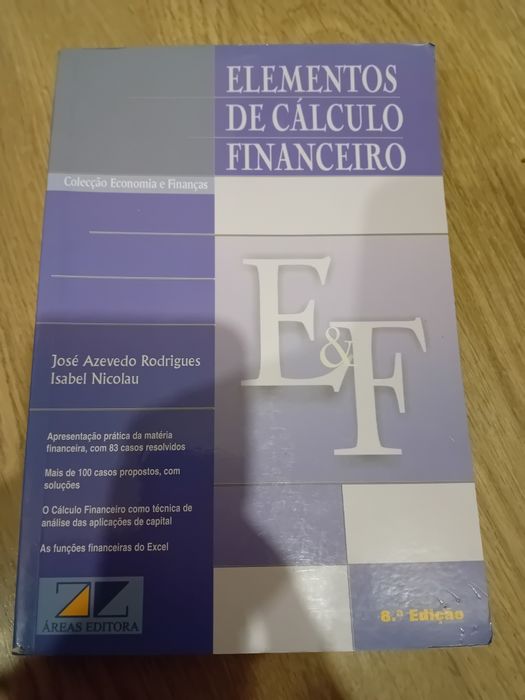 ELEMENTOS
DE CÁLCULO
FINANCEIRO
Colecção Economia e Finanças
E&F
José Azevedo Rodrigues
Isabel Nicolau
Apresentação prática da matéria
financeira, com 83 casos resolvidos
Mais de 100 casos propostos, com
soluções
O Cálculo Financeiro como técnica de
análise das aplicações de capital
As funções financeiras do Excel
ÁREAS EDITORA
8.ª Edição